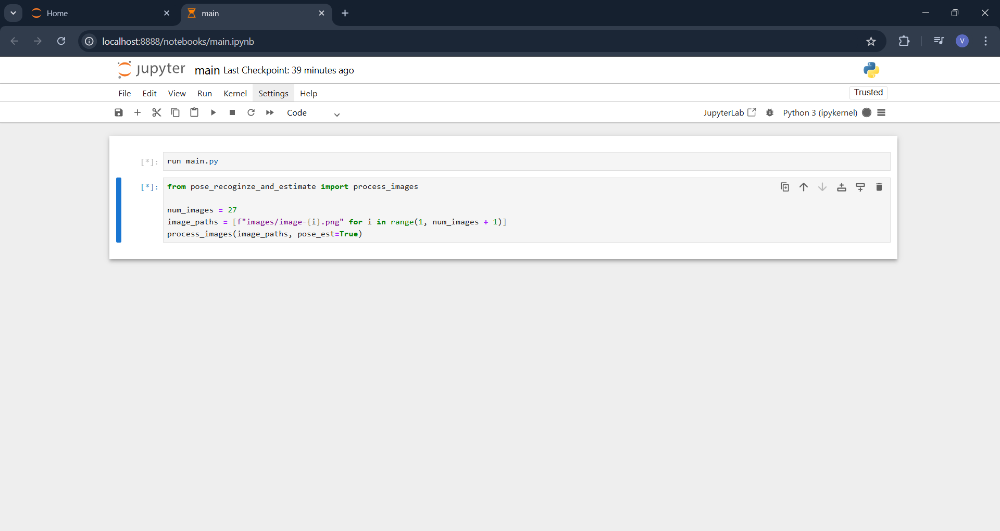 Home
main
localhost:8888/notebooks/main.ipynb
V
jupyter main Last Checkpoint: 39 minutes ago
File Edit View Run Kernel Settings Help
Trusted
Code
JupyterLab
Python 3 (ipykernel)
[*]: run main.py
[*]: from pose_recoginze_and_estimate import process_images
num_images = 27
image_paths = [f"images/image-{i}.png" for i in range(1, num_images + 1)]
process_images(image_paths, pose_est=True)